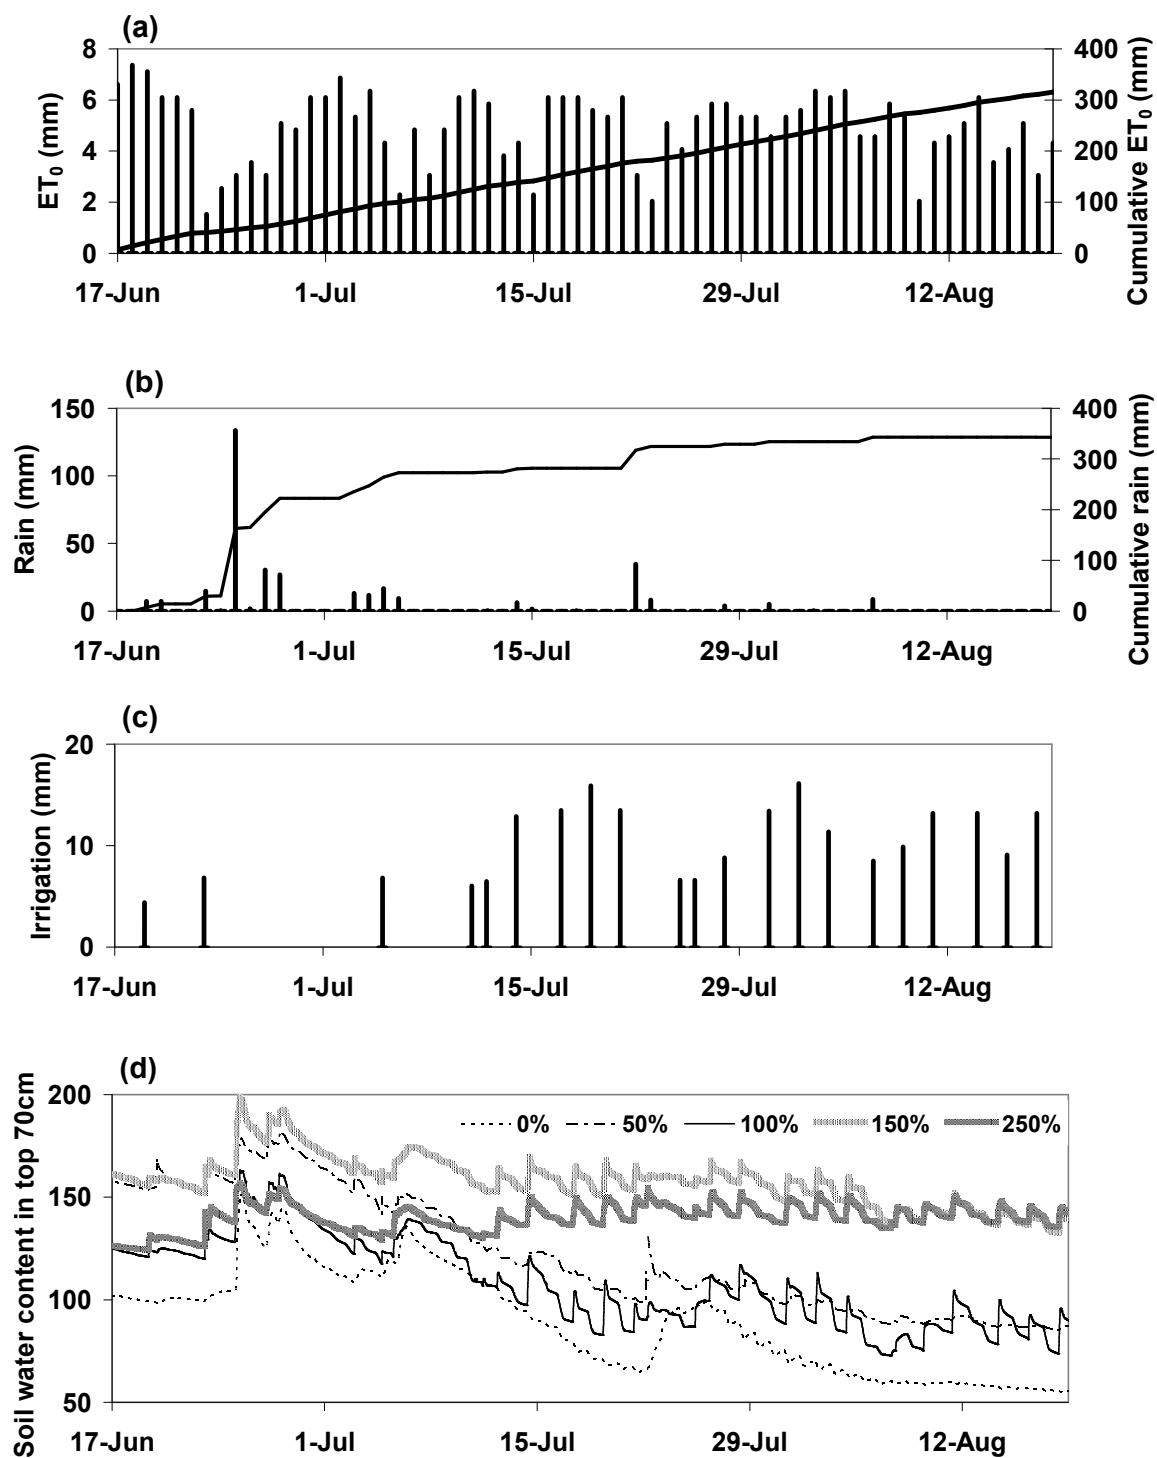 (a)
8
6
4
2
0
ET0 (mm)
400
300
200
100
0
Cumulative ET0 (mm)
17-Jun 1-Jul 15-Jul 29-Jul 12-Aug
(b)
150
100
50
0
Rain (mm)
400
300
200
100
0
Cumulative rain (mm)
17-Jun 1-Jul 15-Jul 29-Jul 12-Aug
(c)
20
10
0
Irrigation (mm)
17-Jun 1-Jul 15-Jul 29-Jul 12-Aug
(d)
200
150
100
50
Soil water content in top 70cm
0% 50% 100% 150% 250%
17-Jun 1-Jul 15-Jul 29-Jul 12-Aug